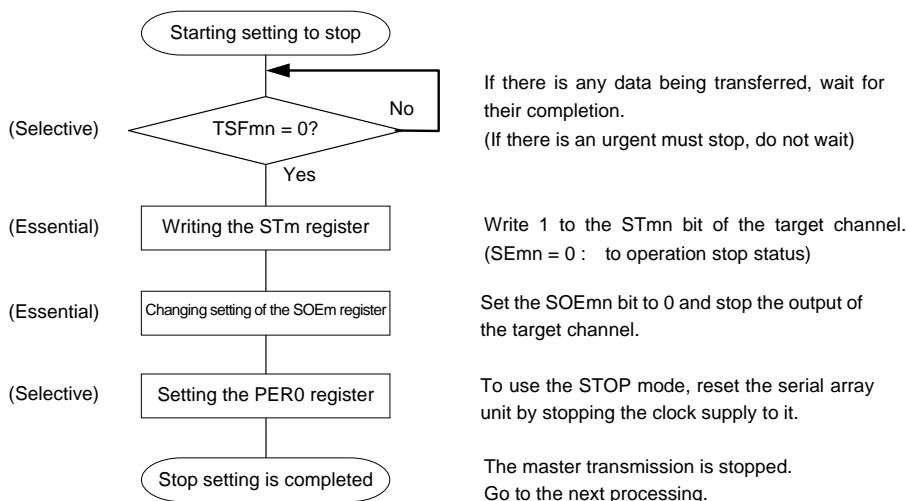 Starting setting to stop
(Selective)
TSFmn = 0?
No
Yes
If there is any data being transferred, wait for
their completion.
(If there is an urgent must stop, do not wait)
(Essential)
Writing the STm register
Write 1 to the STmn bit of the target channel.
(SEmn = 0 : to operation stop status)
(Essential)
Changing setting of the SOEm register
Set the SOEmn bit to 0 and stop the output of
the target channel.
(Selective)
Setting the PER0 register
To use the STOP mode, reset the serial array
unit by stopping the clock supply to it.
Stop setting is completed
The master transmission is stopped.
Go to the next processing.